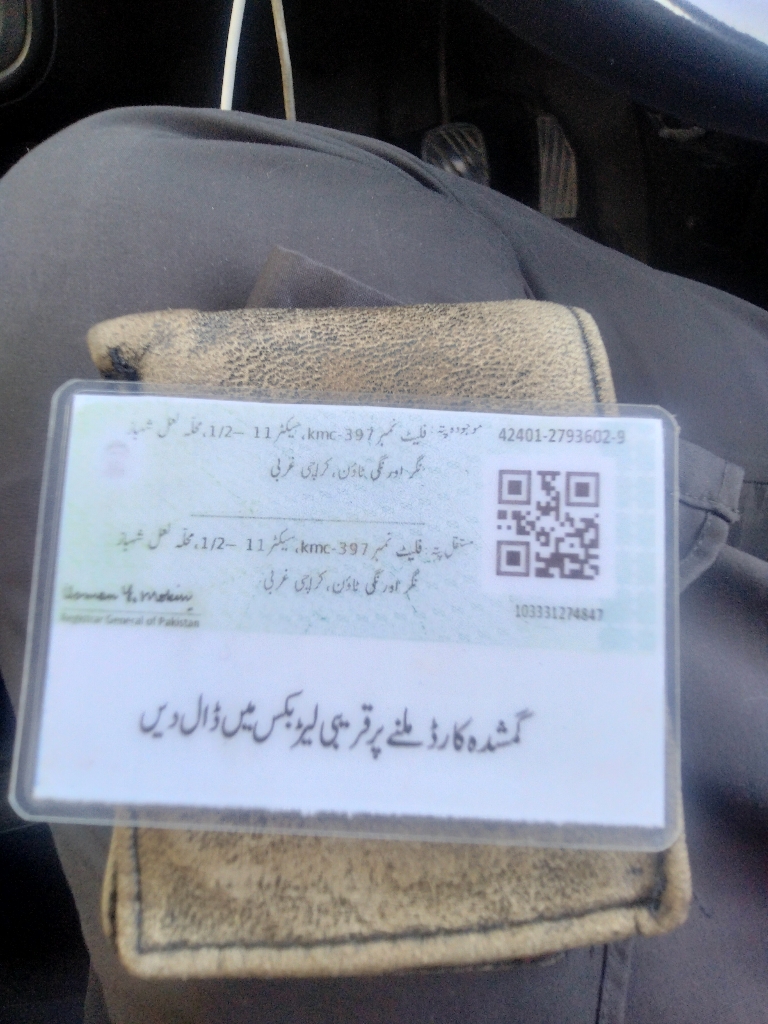 موجودہ پتہ: فلیٹ نمبر kmc-397، سیکٹر 11 –1/2، محلہ لعل شہباز
نگر اورنگی ٹاؤن، کراچی غربی
42401-2793602-9
مستقل پتہ: فلیٹ نمبر kmc-397، سیکٹر 11 –1/2، محلہ لعل شہباز
نگر اورنگی ٹاؤن، کراچی غربی
103331274847
Registrar General of Pakistan
گمشدہ کارڈ ملنے پر قریبی لیٹر بکس میں ڈال دیں